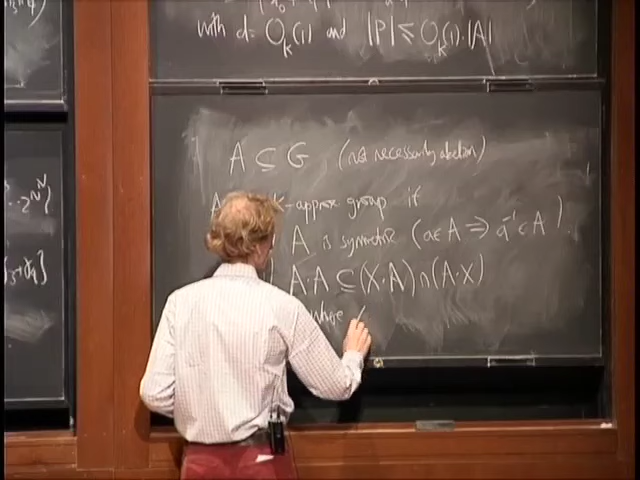 with d = O_k(1) and |P| ≤ O_k(1)·|A|
A ⊆ G (not necessarily abelian)
-approx group if
A is symmetric (a∈A ⇒ a⁻¹∈A)
A·A ⊆ (X·A)∩(A·X)
where